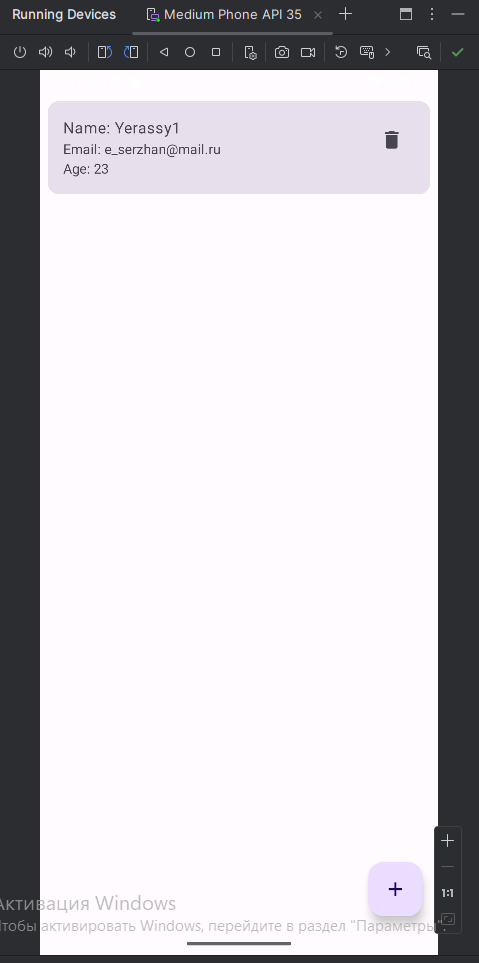 Running Devices
Medium Phone API 35
Name: Yerassy1
Email: e_serzhan@mail.ru
Age: 23
1:1
Активация Windows
Чтобы активировать Windows, перейдите в раздел "Параметры".